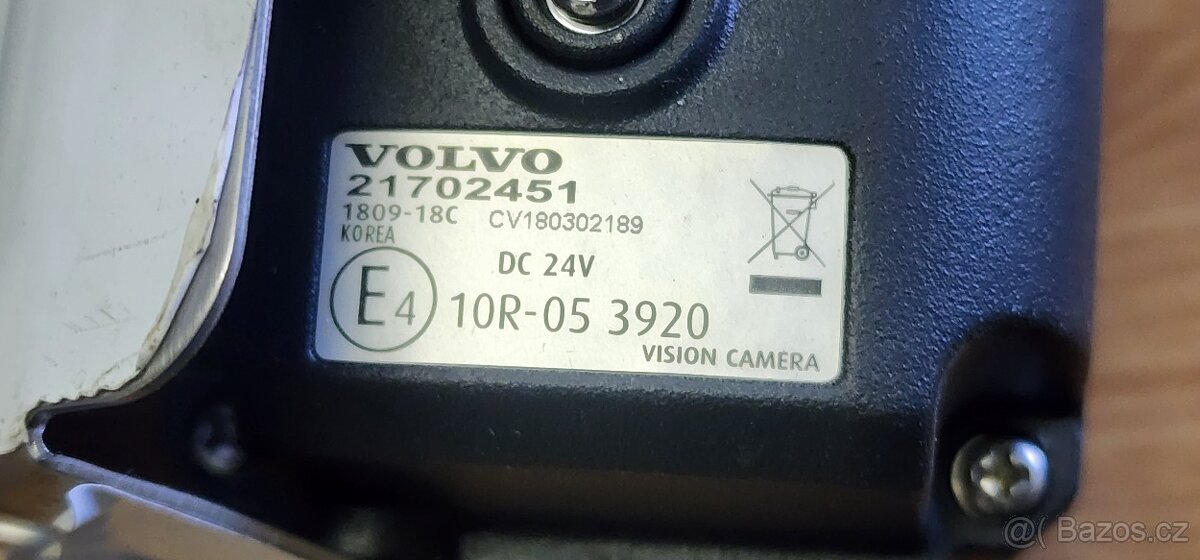 VOLVO
21702451
1809-18C CV180302189
KOREA
DC 24V
E4 10R-05 3920
VISION CAMERA
@( Bazos.cz